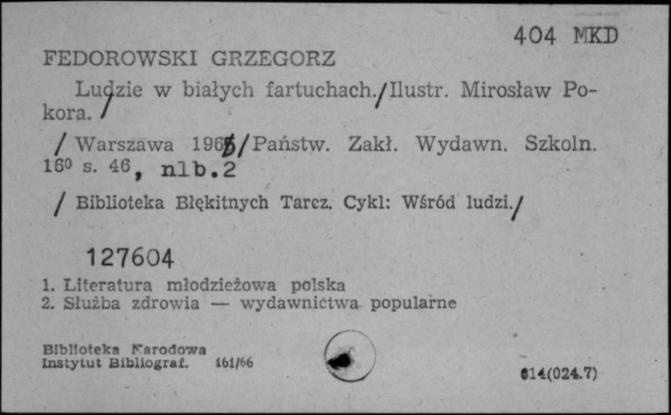 404 MKD
FEDOROWSKI GRZEGORZ
Ludzie w białych fartuchach./Ilustr. Mirosław Po-
kora. /
/ Warszawa 196 /Państw. Zakł. Wydawn. Szkoln.
16⁰ s. 46, nlb.2
/ Biblioteka Błękitnych Tarcz. Cykl: Wśród ludzi./
127604
1. Literatura młodzieżowa polska
2. Służba zdrowia — wydawnictwa popularne
Biblioteka Narodowa
Instytut Bibliograf. 161/66
614(024.7)